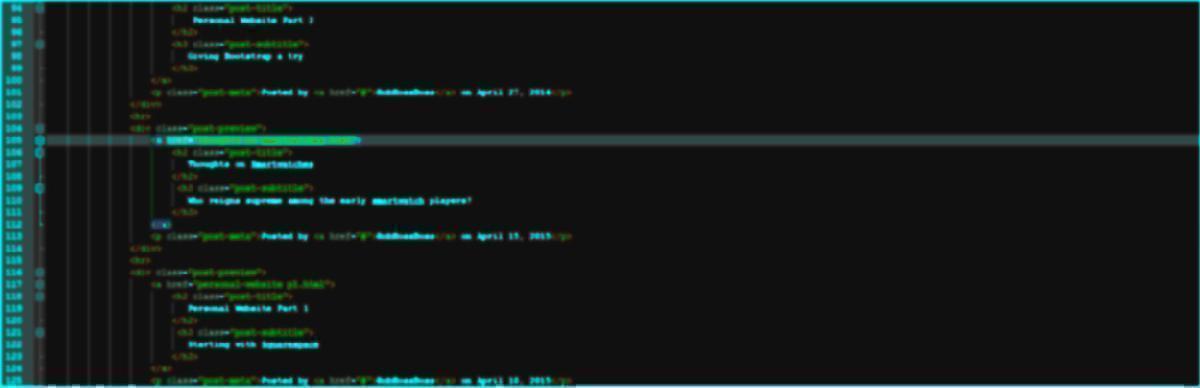 94 <h2 class="post-title">
95 Personal Website Part
96 </h2>
97 <h3 class="post-subtitle">
98 Giving Bootstrap a try
99 </h3>
100 </a>
101 <p class="post-meta">Posted by <a href="#"></a> on April 27, 2014</p>
102 </div>
103 <hr>
104 <div class="post-preview">
105 <a href=
106 <h2 class="post-title">
107 Thoughts on Smartwatches
108 </h2>
109 <h3 class="post-subtitle">
110 Who reigns supreme among the early smartwatch players?
111 </h3>
112 </a>
113 <p class="post-meta">Posted by <a href="#"></a> on April 15, 2015</p>
114 </div>
115 <hr>
116 <div class="post-preview">
117 <a href="personal-website p1.html">
118 <h2 class="post-title">
119 Personal Website Part 1
120 </h2>
121 <h3 class="post-subtitle">
122 Starting with Squarespace
123 </h3>
124 </a>
125 <p class="post-meta">Posted by <a href="#"></a> on April 10, 2015</p>